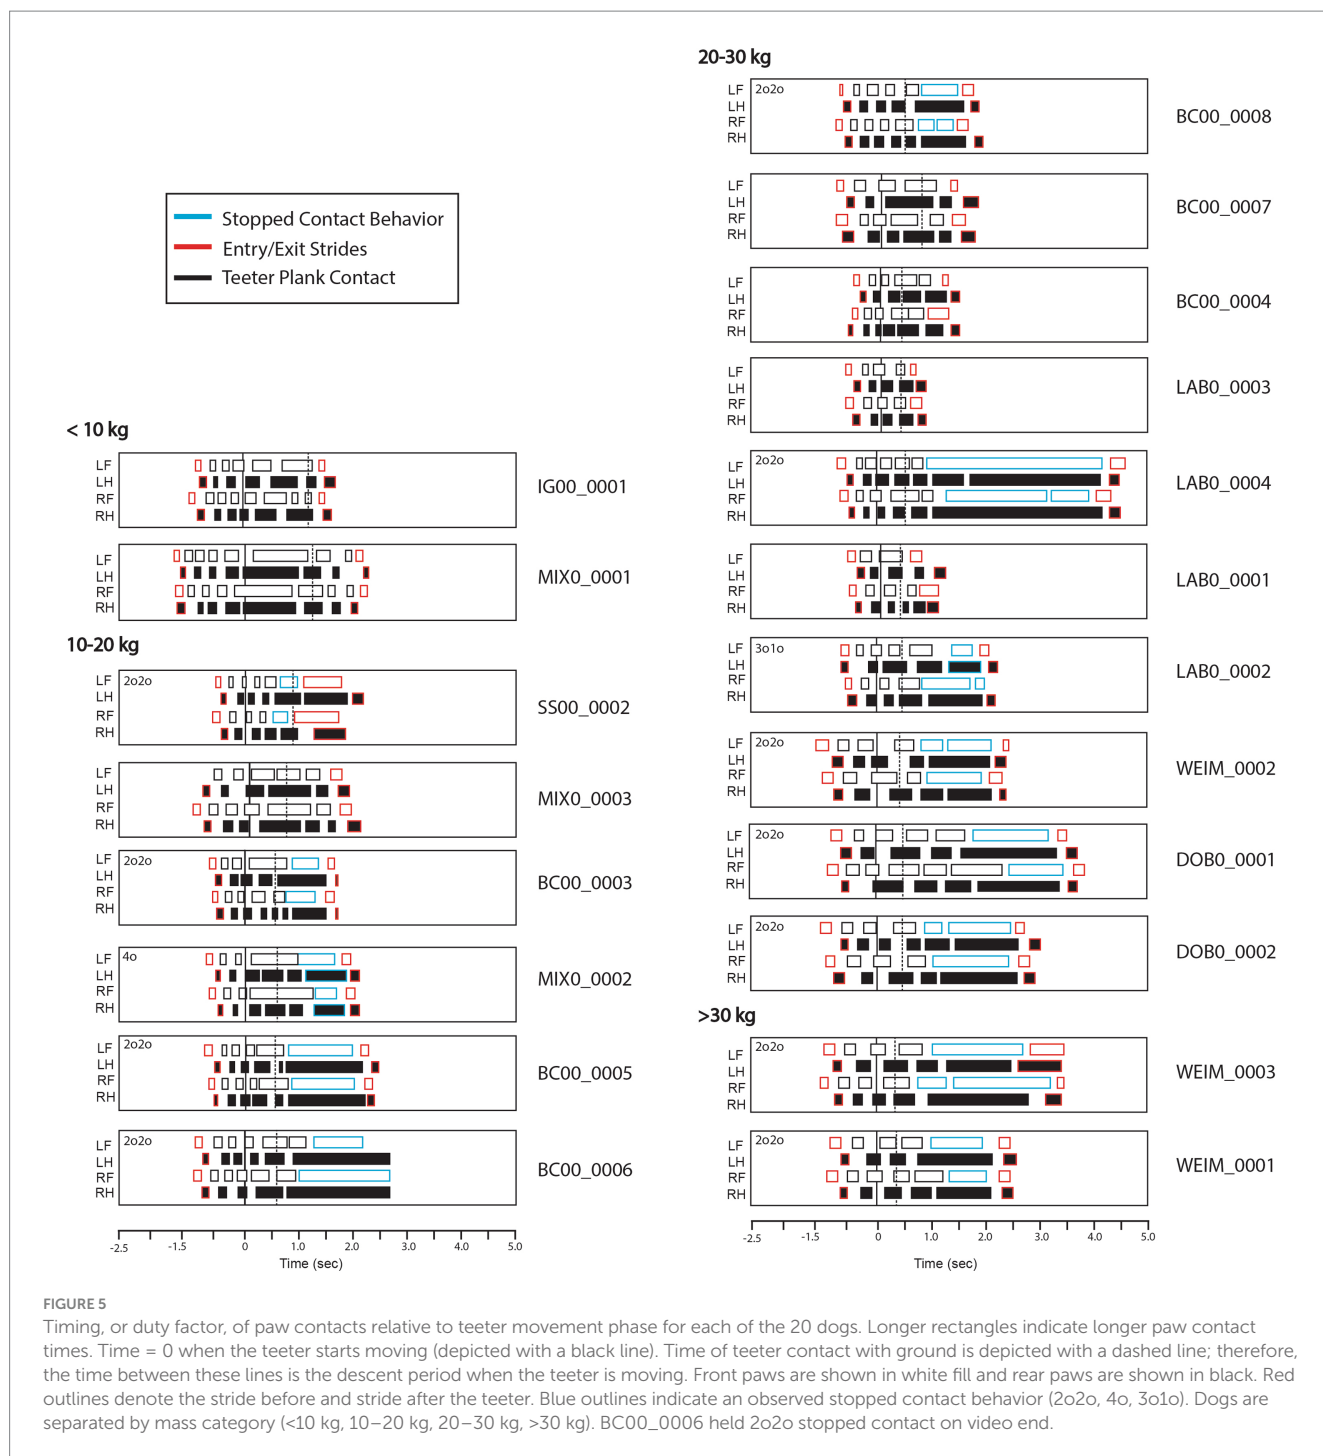 Stopped Contact Behavior
Entry/Exit Strides
Teeter Plank Contact
< 10 kg
LF
LH
RF
RH
IG00_0001
LF
LH
RF
RH
MIX0_0001
10-20 kg
LF
LH
RF
RH
2o2o
SS00_0002
LF
LH
RF
RH
MIX0_0003
LF
LH
RF
RH
2o2o
BC00_0003
LF
LH
RF
RH
4o
MIX0_0002
LF
LH
RF
RH
2o2o
BC00_0005
LF
LH
RF
RH
2o2o
BC00_0006
-2.5 -1.5 0 1.0 2.0 3.0 4.0 5.0
Time (sec)
20-30 kg
LF
LH
RF
RH
2o2o
BC00_0008
LF
LH
RF
RH
BC00_0007
LF
LH
RF
RH
BC00_0004
LF
LH
RF
RH
LAB0_0003
LF
LH
RF
RH
2o2o
LAB0_0004
LF
LH
RF
RH
LAB0_0001
LF
LH
RF
RH
3o1o
LAB0_0002
LF
LH
RF
RH
2o2o
WEIM_0002
LF
LH
RF
RH
2o2o
DOB0_0001
LF
LH
RF
RH
2o2o
DOB0_0002
>30 kg
LF
LH
RF
RH
2o2o
WEIM_0003
LF
LH
RF
RH
2o2o
WEIM_0001
-2.5 -1.5 0 1.0 2.0 3.0 4.0 5.0
Time (sec)
FIGURE 5
Timing, or duty factor, of paw contacts relative to teeter movement phase for each of the 20 dogs. Longer rectangles indicate longer paw contact
times. Time = 0 when the teeter starts moving (depicted with a black line). Time of teeter contact with ground is depicted with a dashed line; therefore,
the time between these lines is the descent period when the teeter is moving. Front paws are shown in white fill and rear paws are shown in black. Red
outlines denote the stride before and stride after the teeter. Blue outlines indicate an observed stopped contact behavior (2o2o, 4o, 3o1o). Dogs are
separated by mass category (<10 kg, 10–20 kg, 20–30 kg, >30 kg). BC00_0006 held 2o2o stopped contact on video end.